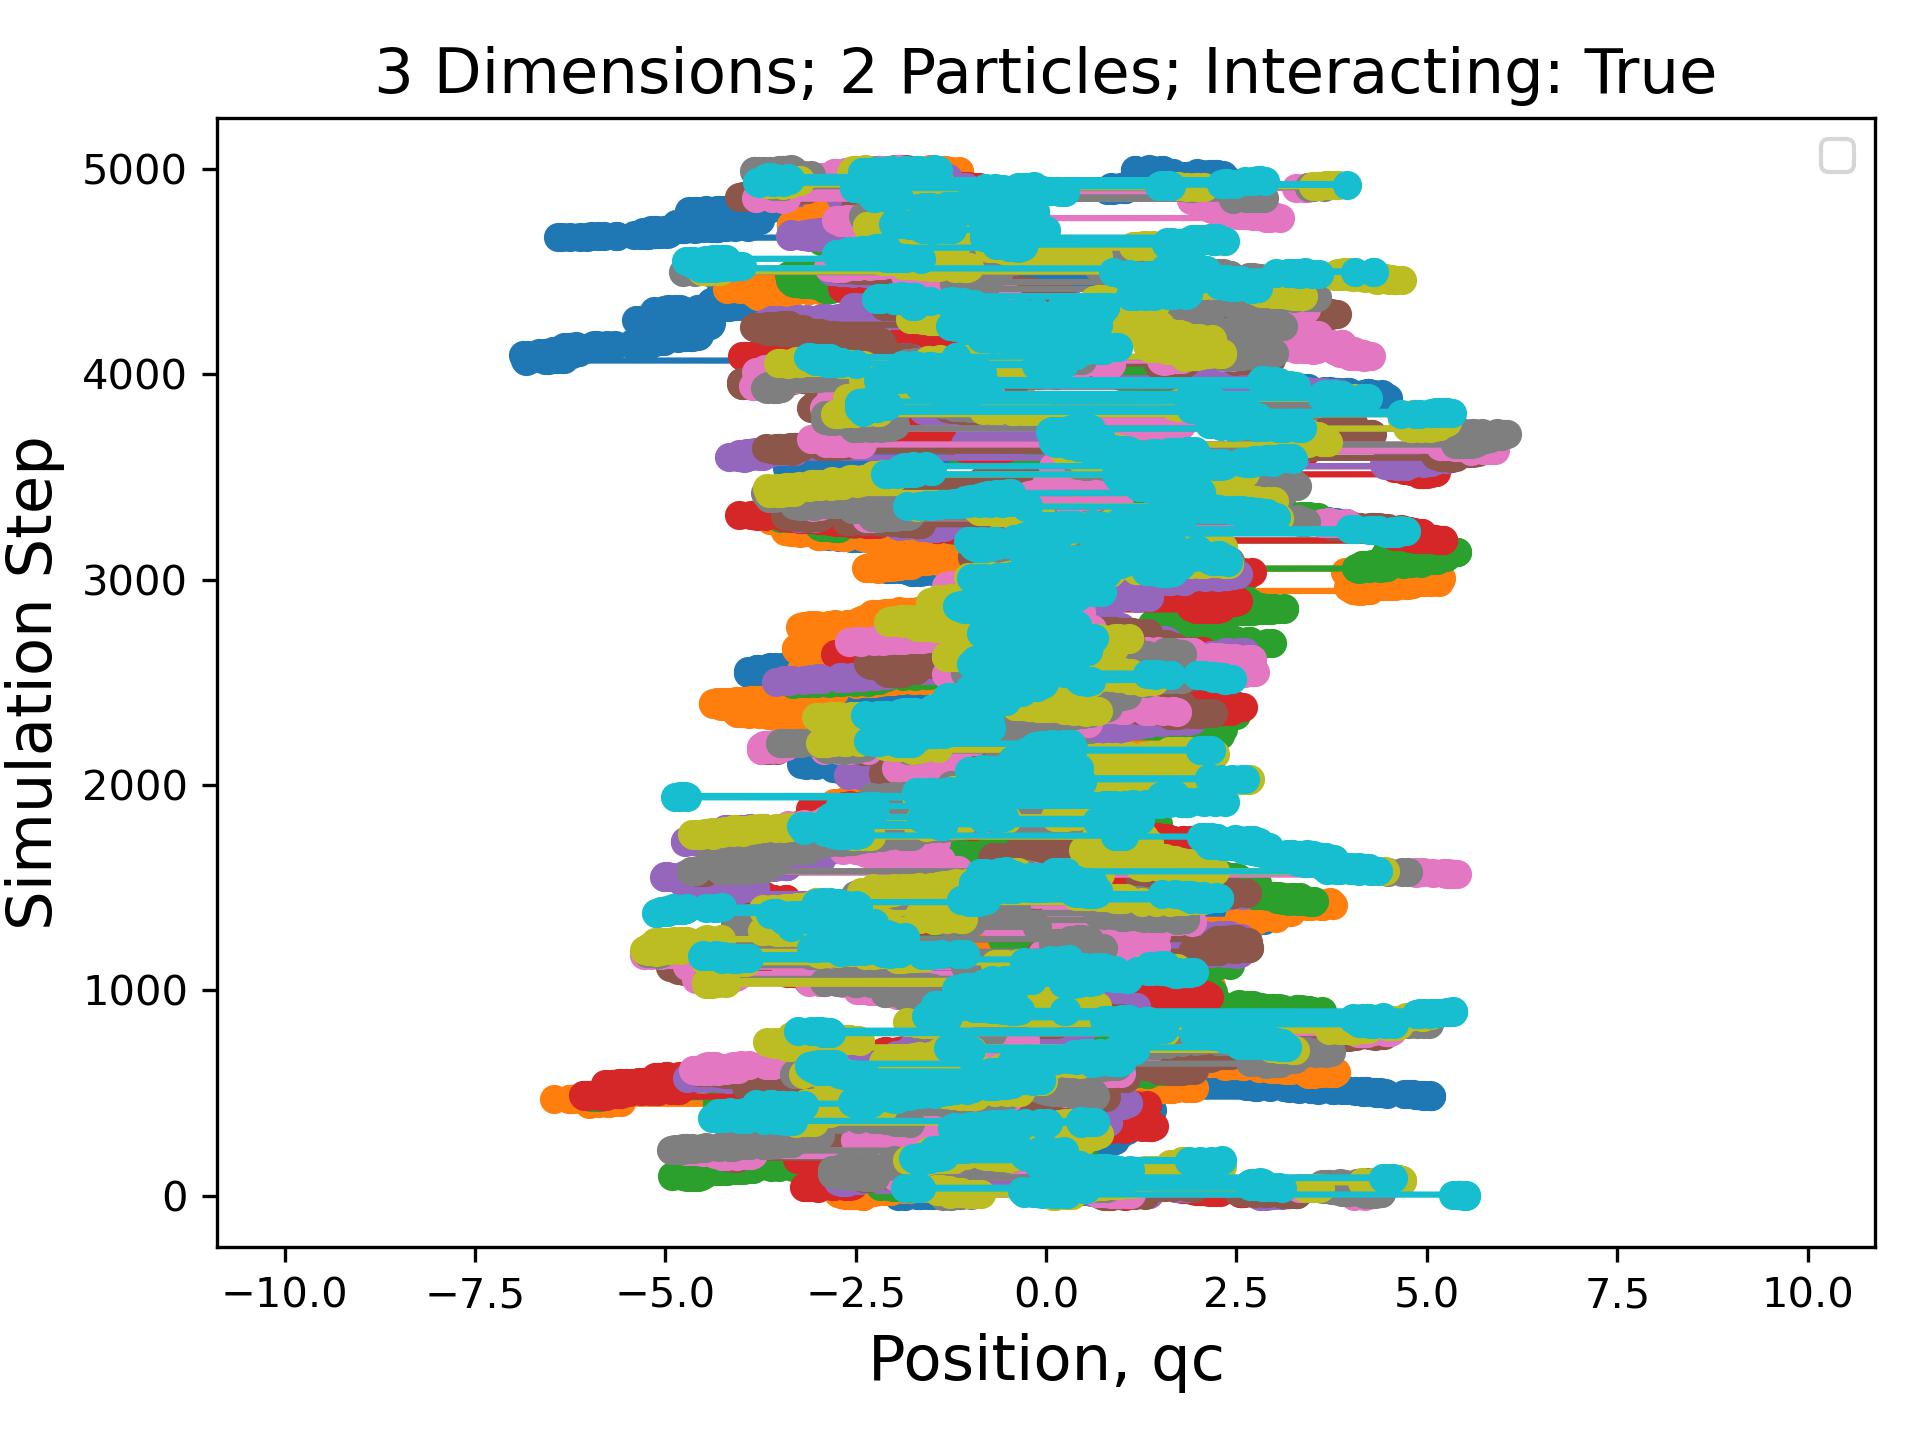 3 Dimensions; 2 Particles; Interacting: True
5000
4000
3000
2000
1000
0
Simulation Step
−10.0 −7.5 −5.0 −2.5 0.0 2.5 5.0 7.5 10.0
Position, qc